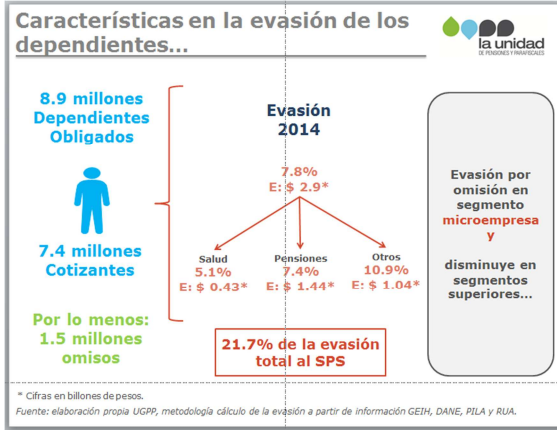 Características en la evasión de los
dependientes...
la unidad
DE PENSIONES Y PARAFISCALES
8.9 millones
Dependientes
Obligados
7.4 millones
Cotizantes
Por lo menos:
1.5 millones
omisos
Evasión
2014
7.8%
E: $ 2.9*
Salud
5.1%
E: $ 0.43*
Pensiones
7.4%
E: $ 1.44*
Otros
10.9%
E: $ 1.04*
21.7% de la evasión
total al SPS
Evasión por
omisión en
segmento
microempresa
y
disminuye en
segmentos
superiores...
* Cifras en billones de pesos.
Fuente: elaboración propia UGPP, metodología cálculo de la evasión a partir de información GEIH, DANE, PILA y RUA.